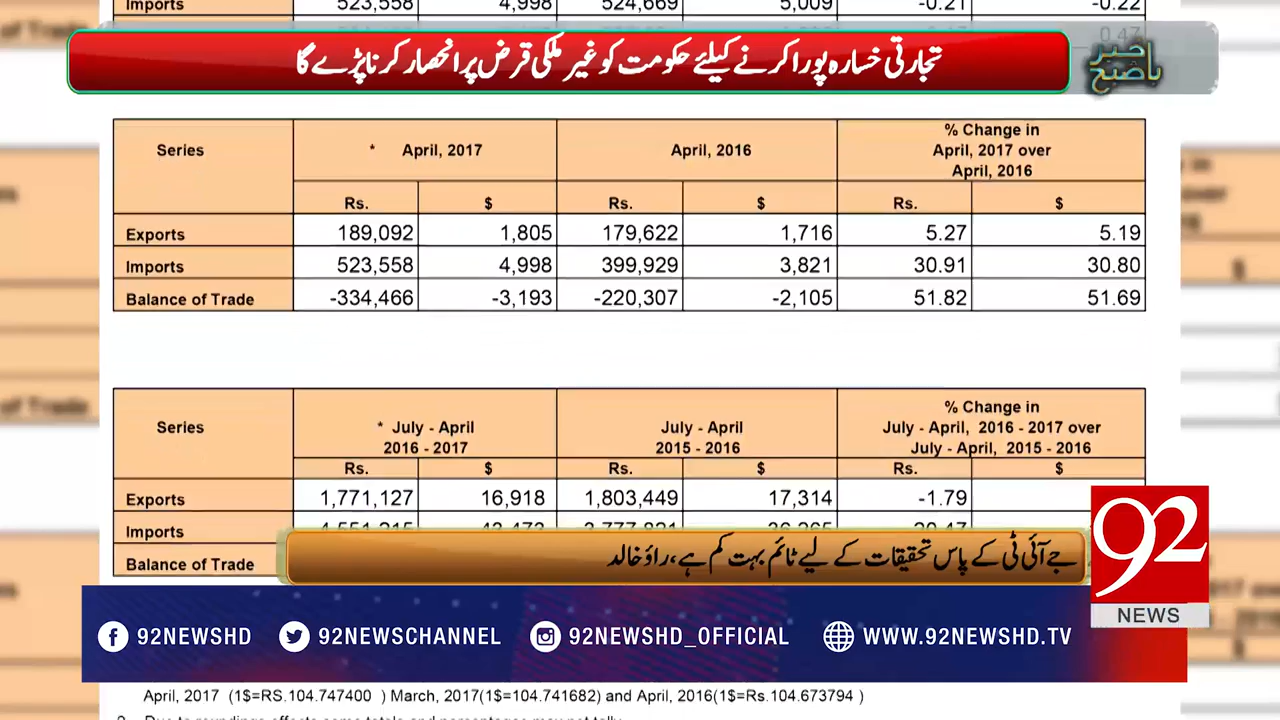 Imports 523,558 4,998 524,669 5,009 -0.21 -0.22
0.47
تجارتی خسارہ پورا کرنے کیلئے حکومت کو غیر ملکی قرض پر انحصار کرنا پڑے گا
باخبر صبح
Series * April, 2017 April, 2016 % Change in
April, 2017 over
April, 2016
Rs. $ Rs. $ Rs. $
Exports 189,092 1,805 179,622 1,716 5.27 5.19
Imports 523,558 4,998 399,929 3,821 30.91 30.80
Balance of Trade -334,466 -3,193 -220,307 -2,105 51.82 51.69
Series * July - April July - April % Change in
2016 - 2017 2015 - 2016 July - April, 2016 - 2017 over
July - April, 2015 - 2016
Rs. $ Rs. $ Rs. $
Exports 1,771,127 16,918 1,803,449 17,314 -1.79
Imports
Balance of Trade
جے آئی ٹی کے پاس تحقیقات کے لیے ٹائم بہت کم ہے، راؤ خالد
92
NEWS
92NEWSHD 92NEWSCHANNEL 92NEWSHD_OFFICIAL WWW.92NEWSHD.TV
April, 2017 (1$=RS.104.747400 ) March, 2017(1$=104.741682) and April, 2016(1$=Rs.104.673794 )